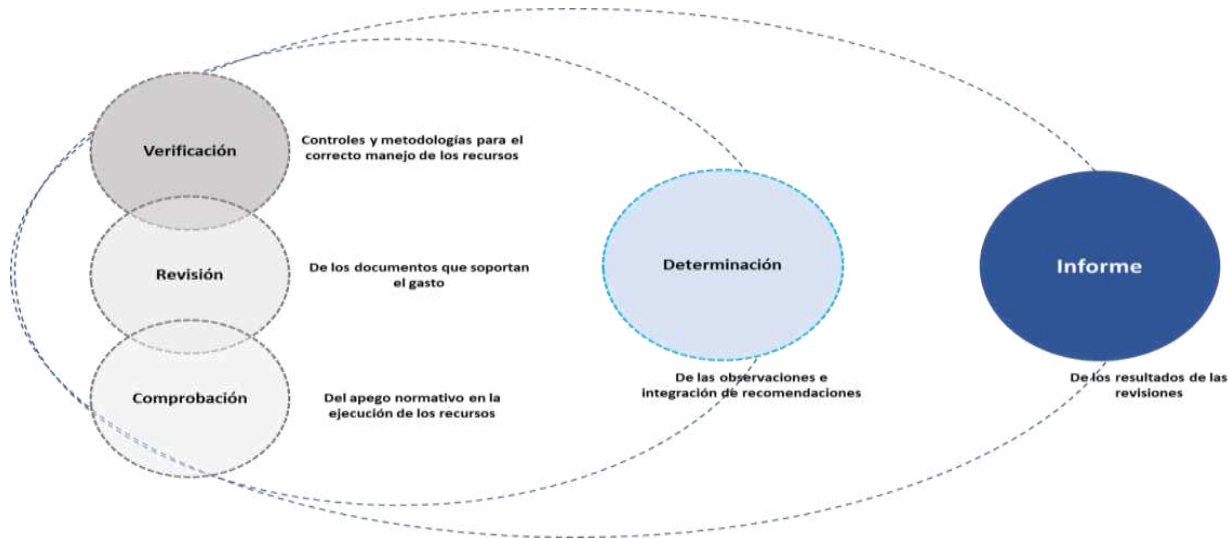 Verificación
Controles y metodologías para el
correcto manejo de los recursos
Revisión
De los documentos que soportan
el gasto
Comprobación
Del apego normativo en la
ejecución de los recursos
Determinación
De las observaciones e
integración de recomendaciones
Informe
De los resultados de las
revisiones